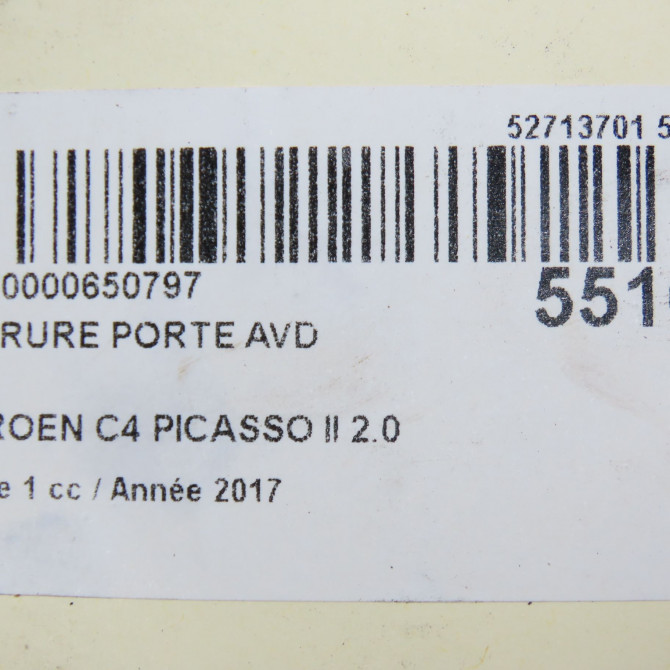 52713701 5
0000650797
551
RURE PORTE AVD
ROEN C4 PICASSO II 2.0
e 1 cc / Année 2017